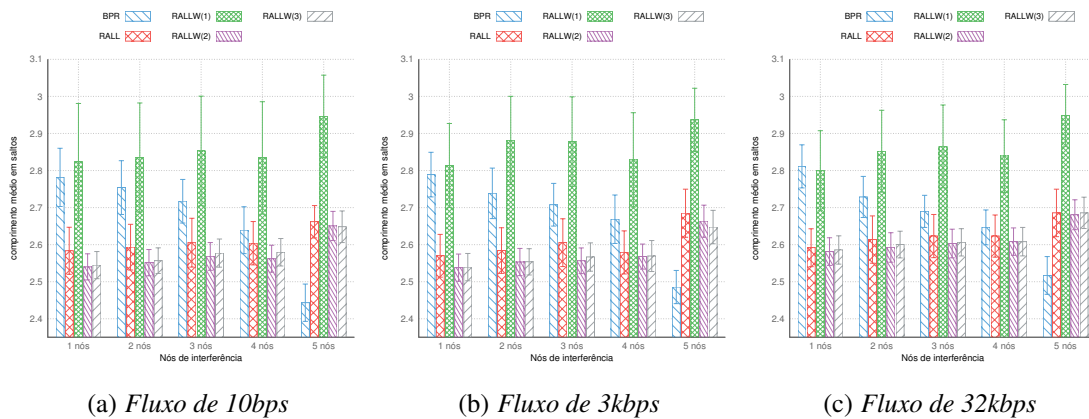 BPR RALLW(1) RALLW(3)
RALL RALLW(2)
3.1
3
2.9
2.8
2.7
2.6
2.5
2.4
comprimento médio em saltos
1 nós 2 nós 3 nós 4 nós 5 nós
Nós de interferência
(a) Fluxo de 10bps
BPR RALLW(1) RALLW(3)
RALL RALLW(2)
3.1
3
2.9
2.8
2.7
2.6
2.5
2.4
comprimento médio em saltos
1 nós 2 nós 3 nós 4 nós 5 nós
Nós de interferência
(b) Fluxo de 3kbps
BPR RALLW(1) RALLW(3)
RALL RALLW(2)
3.1
3
2.9
2.8
2.7
2.6
2.5
2.4
comprimento médio em saltos
1 nós 2 nós 3 nós 4 nós 5 nós
Nós de interferência
(c) Fluxo de 32kbps